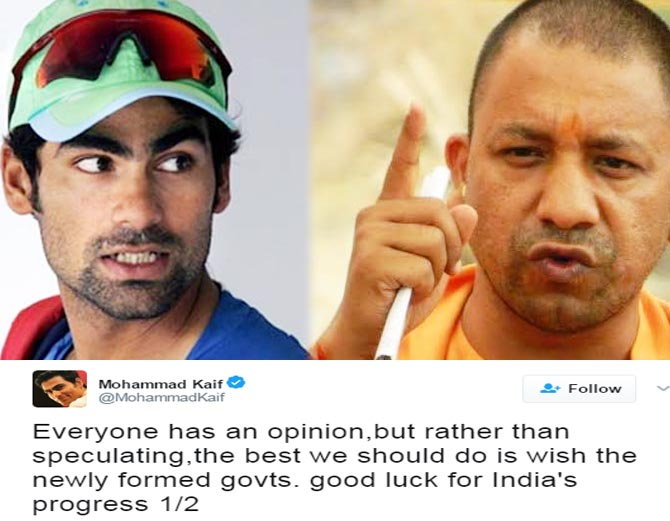 Mohammad Kaif
@MohammadKaif
Follow
Everyone has an opinion,but rather than
speculating,the best we should do is wish the
newly formed govts. good luck for India's
progress 1/2